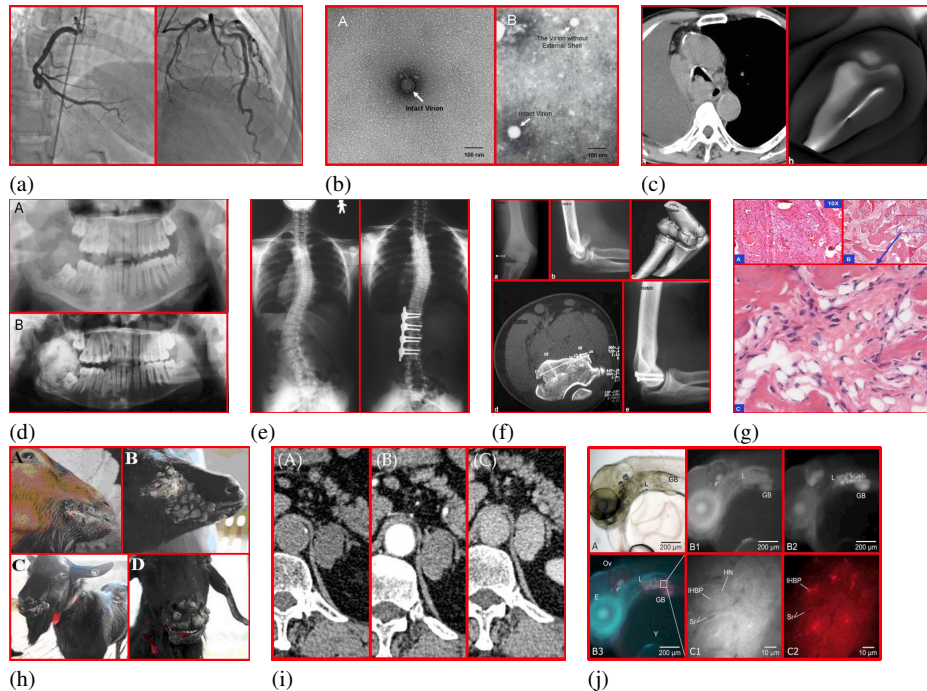 A
B
The Virion without
External Shell
Intact Virion
Intact Virion
100 nm
100 nm
h
(a)
(b)
(c)
A
B
a
b
d
e
10X
A
B
C
(d)
(e)
(f)
(g)
A
B
C
D
(A)
(B)
(C)
A
L
GB
200 µm
B1
L
GB
200 µm
B2
L
GB
200 µm
Ov
E
L
GB
Y
B3
200 µm
HN
IHBP
Sn
C1
10 µm
IHBP
Sn
C2
10 µm
(h)
(i)
(j)